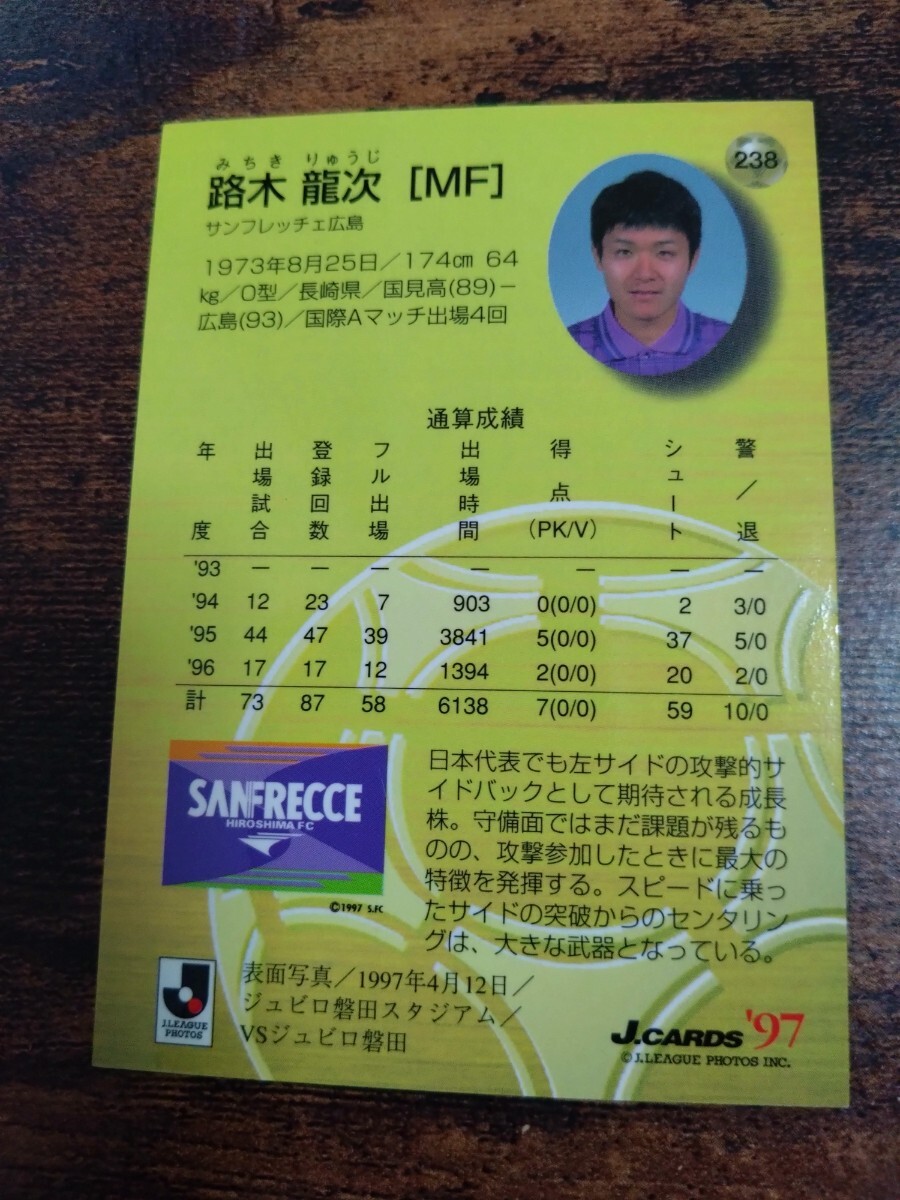 238
みちき りゅうじ
路木 龍次 [MF]
サンフレッチェ広島
1973年8月25日／174cm 64
kg／O型／長崎県／国見高(89)－
広島(93)／国際Aマッチ出場4回
通算成績
年度 出場試合 登録回数 フル出場 出場時間 得点(PK/V) シュート 警／退
'93 － － － － － － －
'94 12 23 7 903 0(0/0) 2 3/0
'95 44 47 39 3841 5(0/0) 37 5/0
'96 17 17 12 1394 2(0/0) 20 2/0
計 73 87 58 6138 7(0/0) 59 10/0
SANFRECCE
HIROSHIMA FC
©1997 S.FC
日本代表でも左サイドの攻撃的サ
イドバックとして期待される成長
株。守備面ではまだ課題が残るも
のの、攻撃参加したときに最大の
特徴を発揮する。スピードに乗っ
たサイドの突破からのセンタリン
グは、大きな武器となっている。
J.LEAGUE
PHOTOS
表面写真／1997年4月12日／
ジュビロ磐田スタジアム／
VSジュビロ磐田
J.CARDS '97
©J.LEAGUE PHOTOS INC.